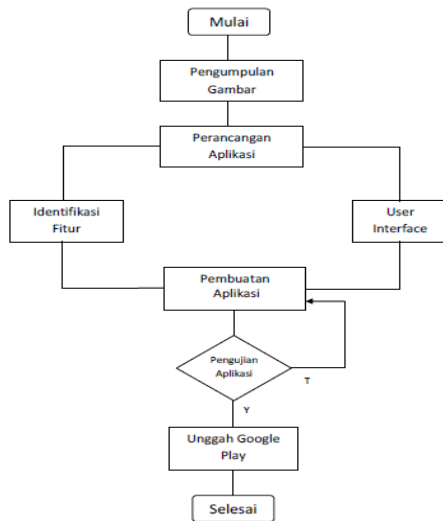 Mulai
Pengumpulan
Gambar
Perancangan
Aplikasi
Identifikasi
Fitur
User
Interface
Pembuatan
Aplikasi
Pengujian
Aplikasi
T
Y
Unggah Google
Play
Selesai